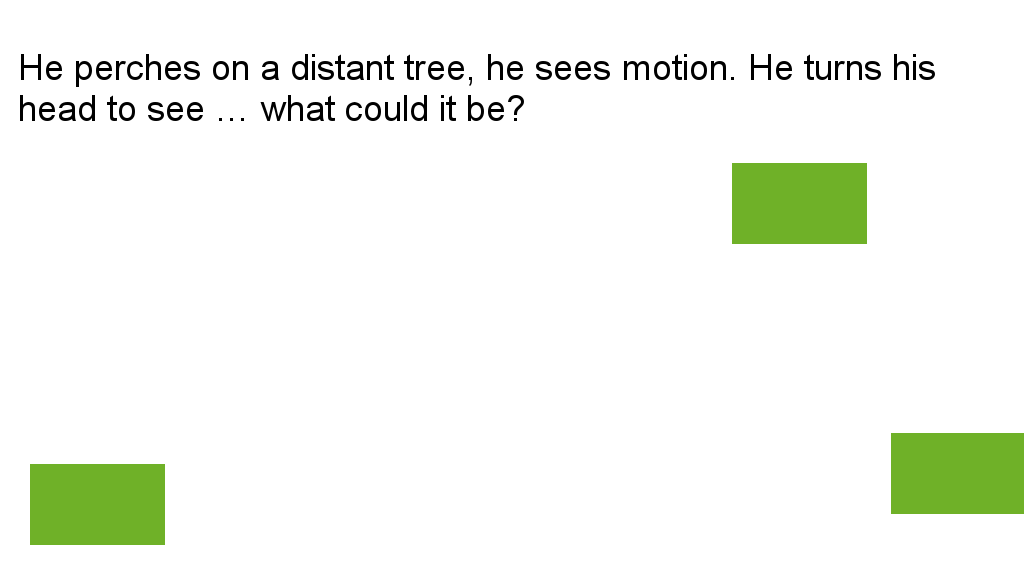 He perches on a distant tree, he sees motion. He turns his
head to see … what could it be?